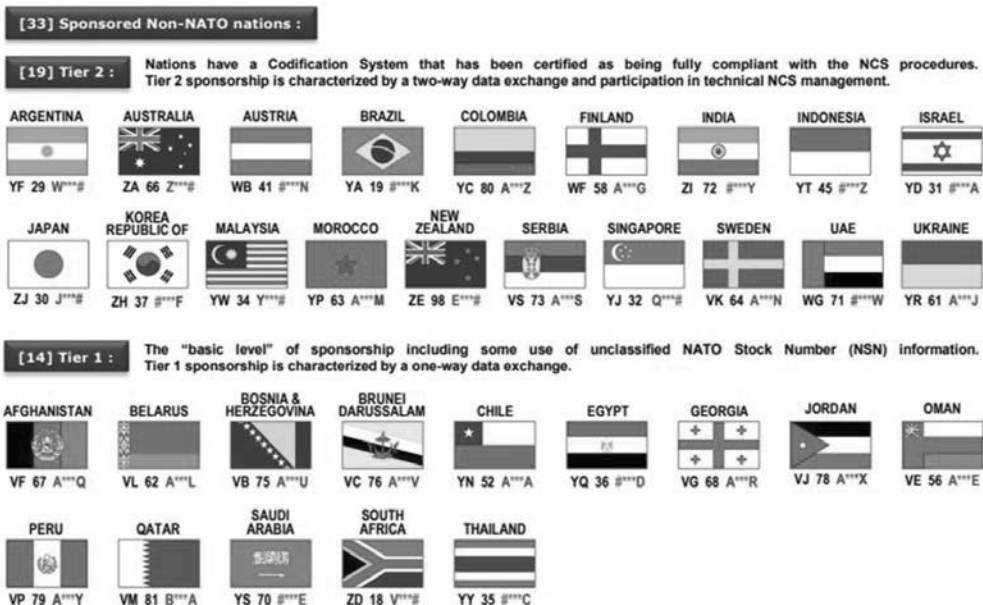 [33] Sponsored Non-NATO nations :
[19] Tier 2 :
Nations have a Codification System that has been certified as being fully compliant with the NCS procedures.
Tier 2 sponsorship is characterized by a two-way data exchange and participation in technical NCS management.
ARGENTINA AUSTRALIA AUSTRIA BRAZIL COLOMBIA FINLAND INDIA INDONESIA ISRAEL
YF 29 W***# ZA 66 Z***# WB 41 #***N YA 19 #***K YC 80 A***Z WF 58 A***G ZI 72 #***Y YT 45 #***Z YD 31 #***A
JAPAN KOREA REPUBLIC OF MALAYSIA MOROCCO NEW ZEALAND SERBIA SINGAPORE SWEDEN UAE UKRAINE
ZJ 30 J***# ZH 37 #***F YW 34 Y***# YP 63 A***M ZE 98 E***# VS 73 A***S YJ 32 Q***# VK 64 A***N WG 71 #***W YR 61 A***J
[14] Tier 1 :
The "basic level" of sponsorship including some use of unclassified NATO Stock Number (NSN) information.
Tier 1 sponsorship is characterized by a one-way data exchange.
AFGHANISTAN BELARUS BOSNIA & HERZEGOVINA BRUNEI DARUSSALAM CHILE EGYPT GEORGIA JORDAN OMAN
VF 67 A***Q VL 62 A***L VB 75 A***U VC 76 A***V YN 52 A***A YQ 36 #***D VG 68 A***R VJ 78 A***X VE 56 A***E
PERU QATAR SAUDI ARABIA SOUTH AFRICA THAILAND
VP 79 A***Y VM 81 B***A YS 70 #***E ZD 18 V***# YY 35 #***C